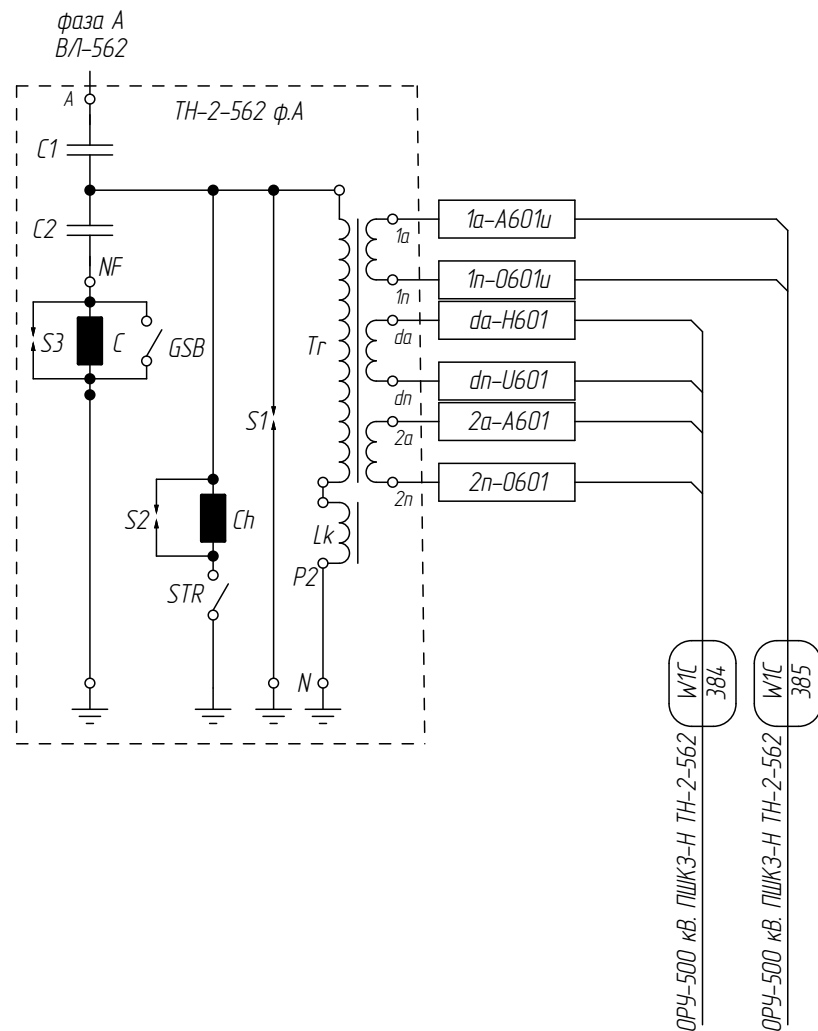 фаза А
ВЛ-562
А
ТН-2-562 ф.А
C1
C2
NF
S3
C
GSB
S2
Ch
STR
S1
Tr
Lk
P2
N
1a
1n
da
dn
2a
2n
1a-A601u
1n-0601u
da-H601
dn-U601
2a-A601
2n-0601
W1C
384
W1C
385
ОРУ-500 кВ. ПШКЗ-Н ТН-2-562
ОРУ-500 кВ. ПШКЗ-Н ТН-2-562